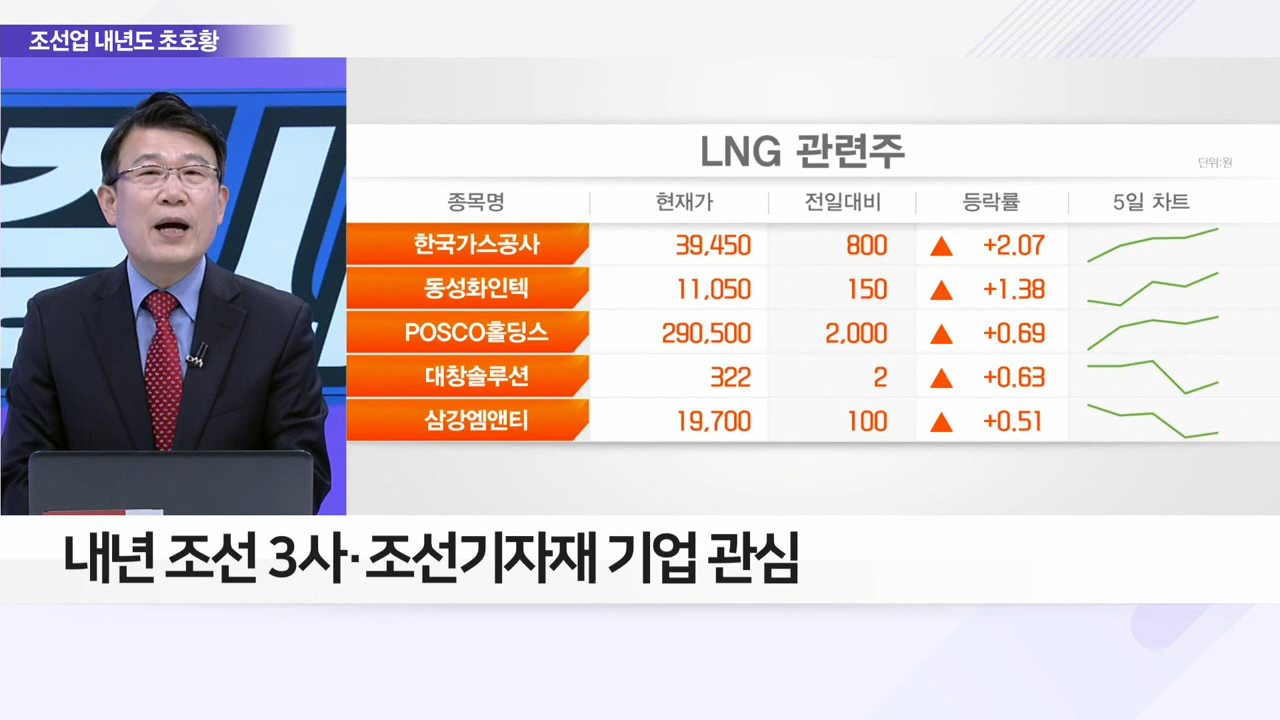 조선업 내년도 초호황
LNG 관련주
단위:원
종목명 현재가 전일대비 등락률 5일 차트
한국가스공사 39,450 800 ▲ +2.07
동성화인텍 11,050 150 ▲ +1.38
POSCO홀딩스 290,500 2,000 ▲ +0.69
대창솔루션 322 2 ▲ +0.63
삼강엠앤티 19,700 100 ▲ +0.51
내년 조선 3사·조선기자재 기업 관심